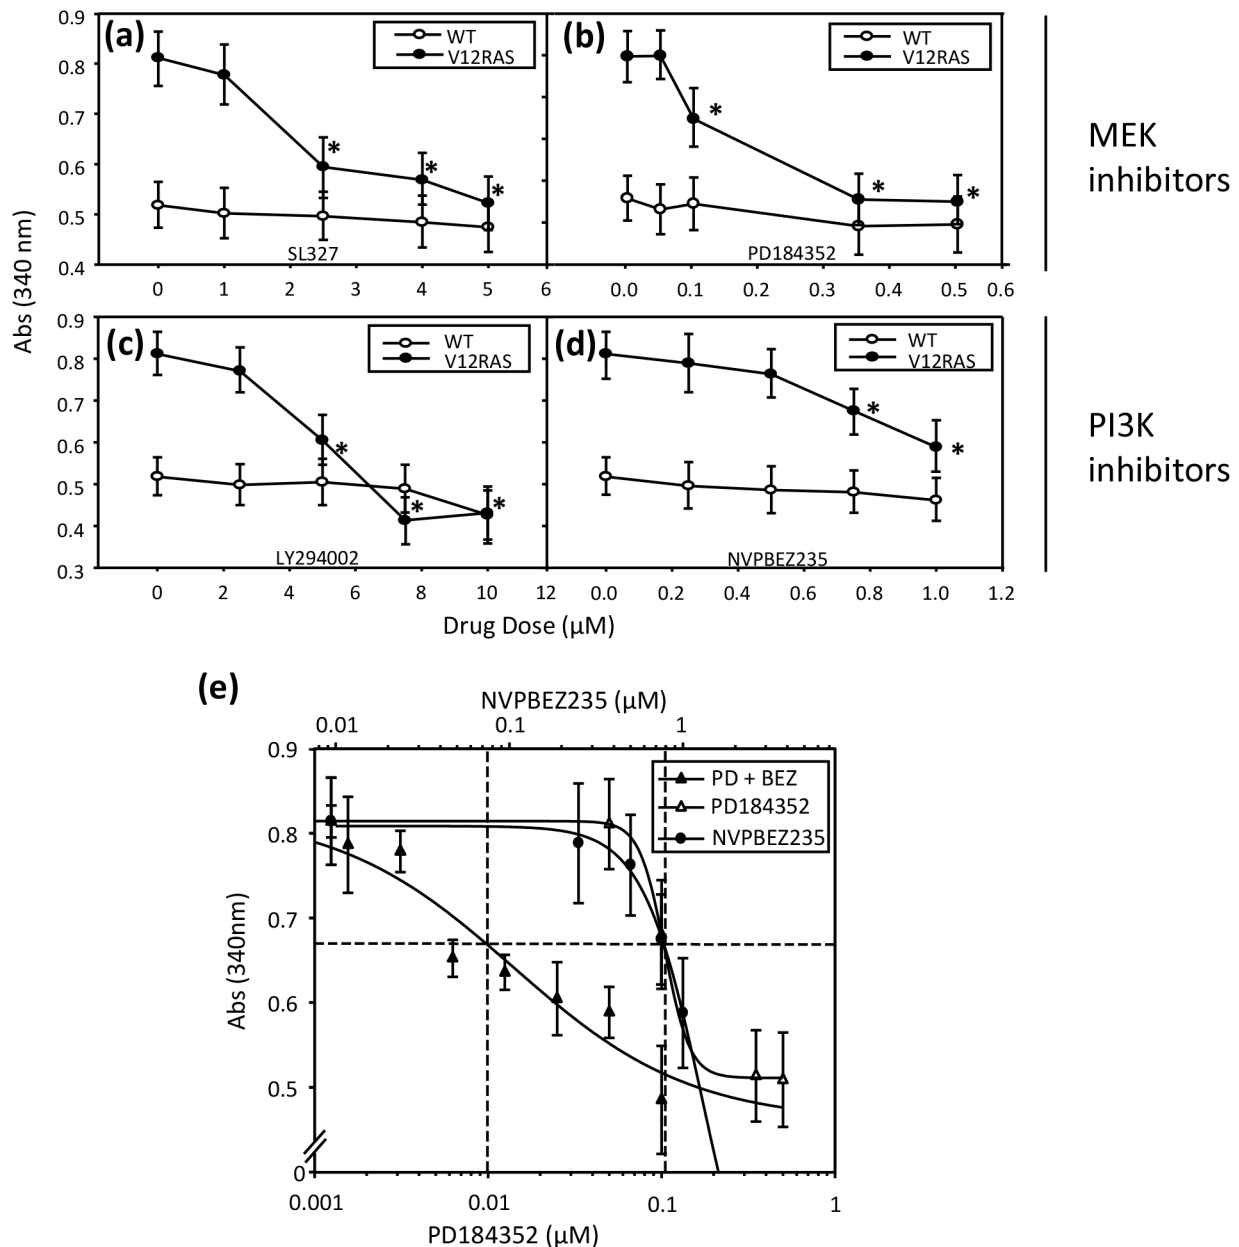 (a)
WT
V12RAS
(b)
WT
V12RAS
0.9
0.8
0.7
0.6
0.5
0.4
*
*
*
*
*
*
SL327
PD184352
0
1
2
3
4
5
6
0.0
0.1
0.2
0.3
0.4
0.5
0.6
MEK
inhibitors
Abs (340 nm)
(c)
WT
V12RAS
(d)
WT
V12RAS
0.9
0.8
0.7
0.6
0.5
0.4
0.3
*
*
*
*
*
LY294002
NVPBEZ235
0
2
4
6
8
10
12
0.0
0.2
0.4
0.6
0.8
1.0
1.2
Drug Dose (μM)
PI3K
inhibitors
(e)
NVPBEZ235 (μM)
0.01
0.1
1
PD + BEZ
PD184352
NVPBEZ235
0.9
0.8
0.7
0.6
0.5
0
Abs (340nm)
0.001
0.01
0.1
1
PD184352 (μM)